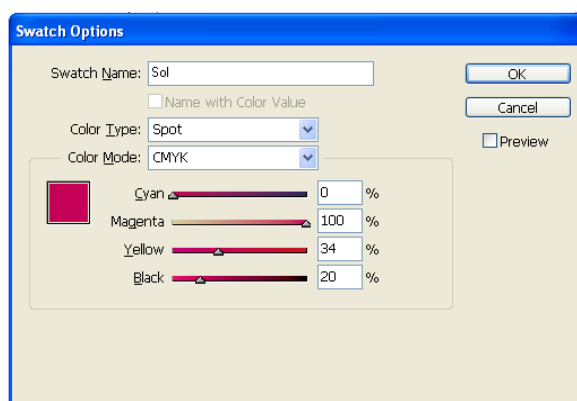 Swatch Options
Swatch Name: Sol
OK
Name with Color Value
Cancel
Color Type: Spot
Preview
Color Mode: CMYK
Cyan 0 %
Magenta 100 %
Yellow 34 %
Black 20 %